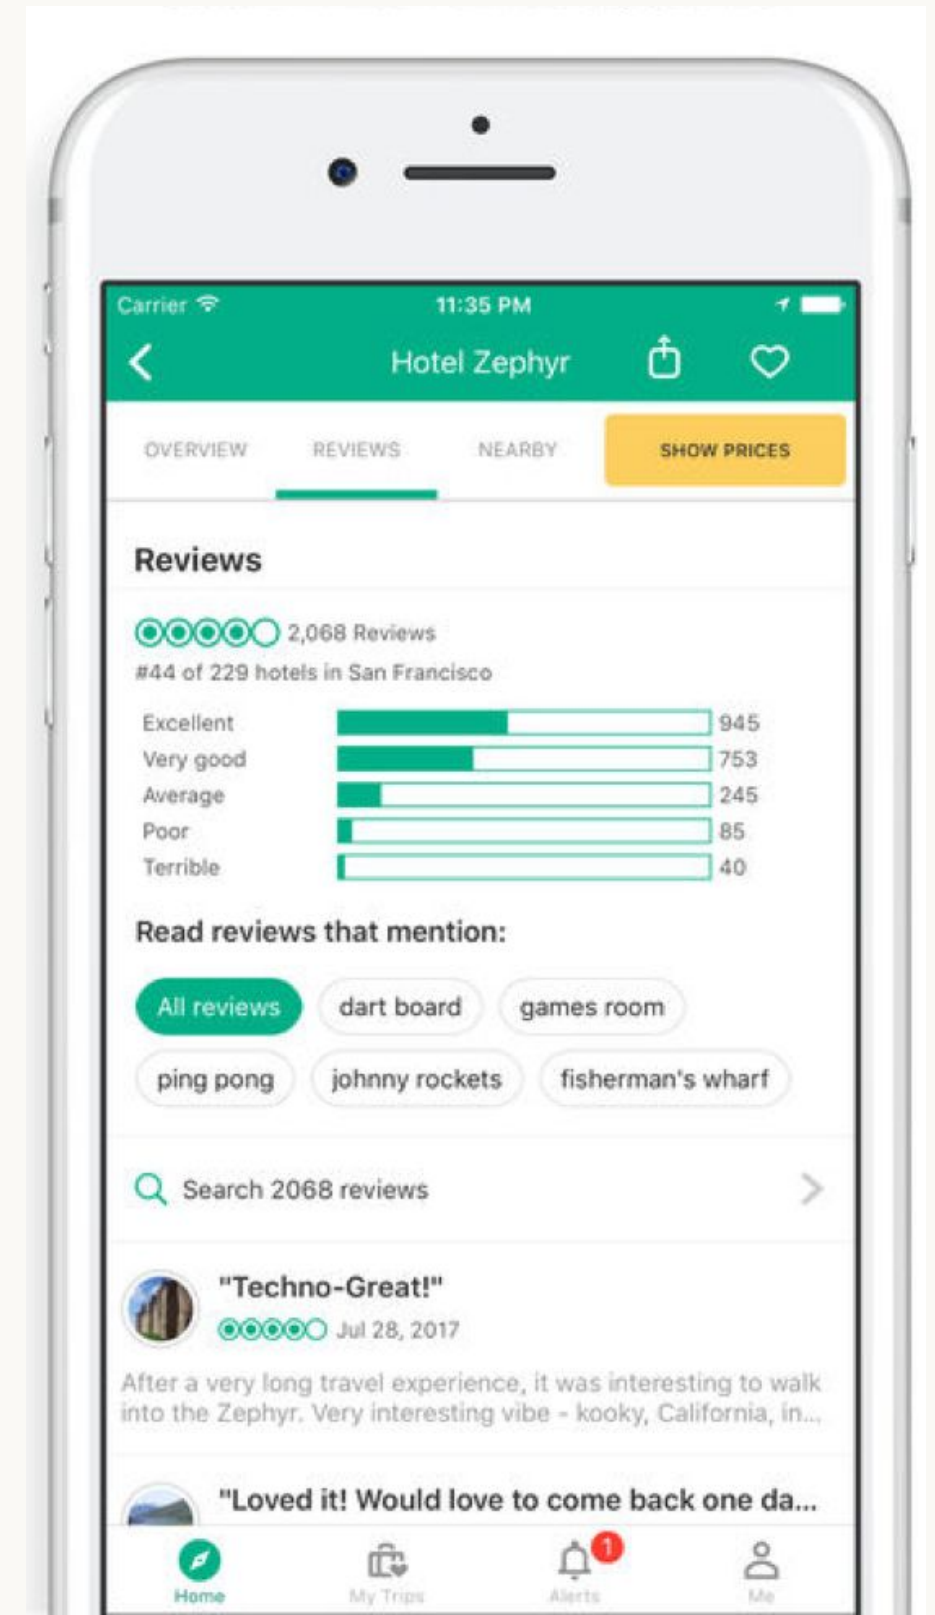 Carrier 11:35 PM
Hotel Zephyr
OVERVIEW REVIEWS NEARBY SHOW PRICES
Reviews
2,068 Reviews
#44 of 229 hotels in San Francisco
Excellent 945
Very good 753
Average 245
Poor 85
Terrible 40
Read reviews that mention:
All reviews dart board games room
ping pong johnny rockets fisherman's wharf
Search 2068 reviews
"Techno-Great!"
Jul 28, 2017
After a very long travel experience, it was interesting to walk
into the Zephyr. Very interesting vibe - kooky, California, in...
"Loved it! Would love to come back one da...
1
Home My Trips Alerts Me